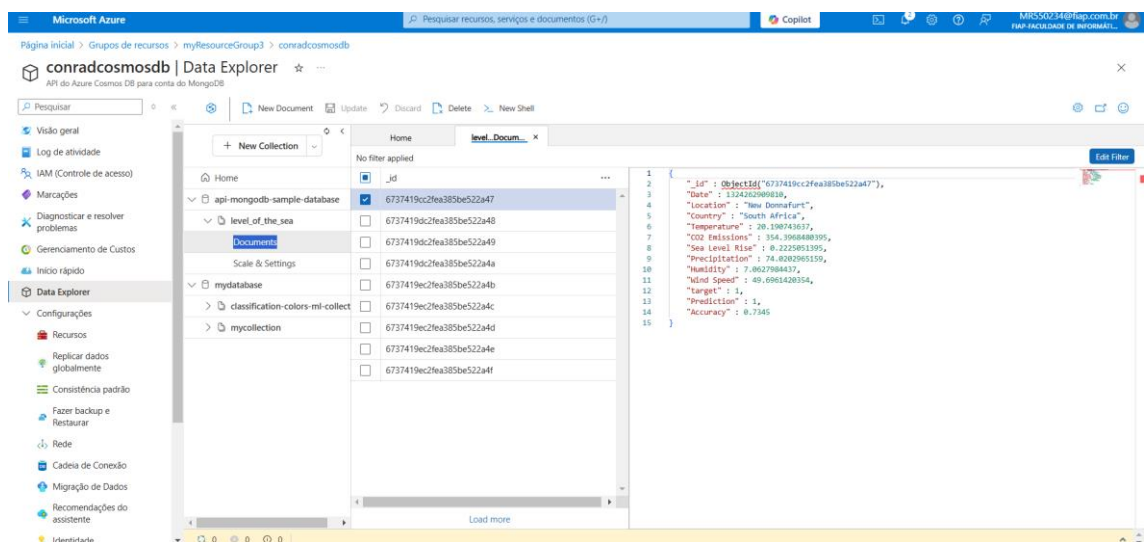 Microsoft Azure
Pesquisar recursos, serviços e documentos (G+/)
Copilot
MR550234@fiap.com.br
FIAP-FACULDADE DE INFORMÁTI...
Página inicial > Grupos de recursos > myResourceGroup3 > conradcosmosdb
conradcosmosdb | Data Explorer
API do Azure Cosmos DB para conta do MongoDB
Pesquisar
Visão geral
Log de atividade
IAM (Controle de acesso)
Marcações
Diagnosticar e resolver
problemas
Gerenciamento de Custos
Início rápido
Data Explorer
Configurações
Recursos
Replicar dados
globalmente
Consistência padrão
Fazer backup e
Restaurar
Rede
Cadeia de Conexão
Migração de Dados
Recomendações do
assistente
Identidade
New Document
Update
Discard
Delete
New Shell
+ New Collection
Home
api-mongodb-sample-database
level_of_the_sea
Documents
Scale & Settings
mydatabase
classification-colors-ml-collect
mycollection
Home
level...Docum...
No filter applied
Edit Filter
_id
6737419cc2fea385be522a47
6737419dc2fea385be522a48
6737419dc2fea385be522a49
6737419dc2fea385be522a4a
6737419ec2fea385be522a4b
6737419ec2fea385be522a4c
6737419ec2fea385be522a4d
6737419ec2fea385be522a4e
6737419ec2fea385be522a4f
Load more
1 {
2 "_id" : ObjectId("6737419cc2fea385be522a47"),
3 "Date" : 1324262909810,
4 "Location" : "New Donnafurt",
5 "Country" : "South Africa",
6 "Temperature" : 20.190743637,
7 "CO2 Emissions" : 354.3968480395,
8 "Sea Level Rise" : 0.2225051395,
9 "Precipitation" : 74.0202965159,
10 "Humidity" : 7.0627984437,
11 "Wind Speed" : 49.6961420354,
12 "target" : 1,
13 "Prediction" : 1,
14 "Accuracy" : 0.7345
15 }
0 0 0